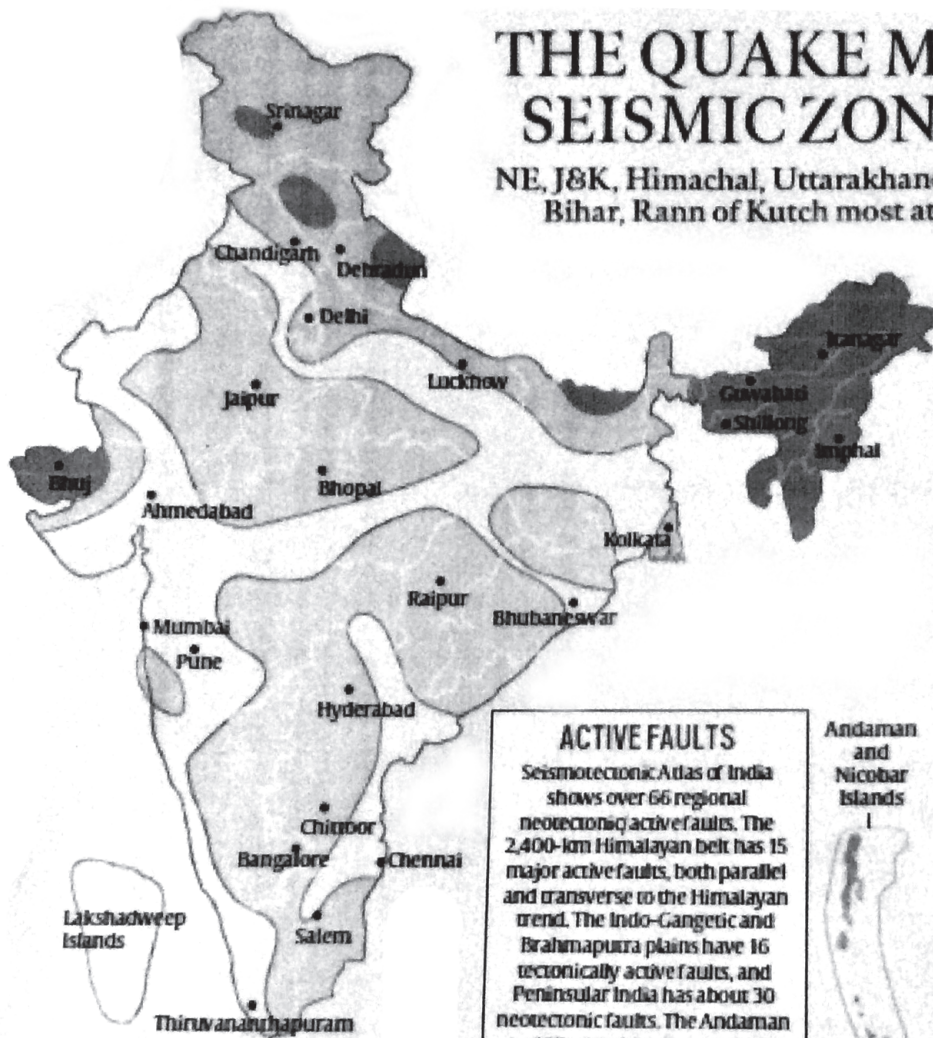 THE QUAKE M
SEISMIC ZON
NE, J&K, Himachal, Uttarakhand
Bihar, Rann of Kutch most at
Srinagar
Chandigarh
Dehradun
Delhi
Lucknow
Jaipur
Itanagar
Guwahati
Shillong
Imphal
Bhuj
Bhopal
Ahmedabad
Kolkata
Raipur
Bhubaneswar
Mumbai
Pune
Hyderabad
Chittoor
Bangalore
Chennai
Salem
Lakshadweep
Islands
Thiruvananthapuram
ACTIVE FAULTS
Seismotectonic Atlas of India
shows over 66 regional
neotectonic active faults. The
2,400-km Himalayan belt has 15
major active faults, both parallel
and transverse to the Himalayan
trend. The Indo-Gangetic and
Brahmaputra plains have 16
tectonically active faults, and
Peninsular India has about 30
neotectonic faults. The Andaman
Andaman
and
Nicobar
Islands